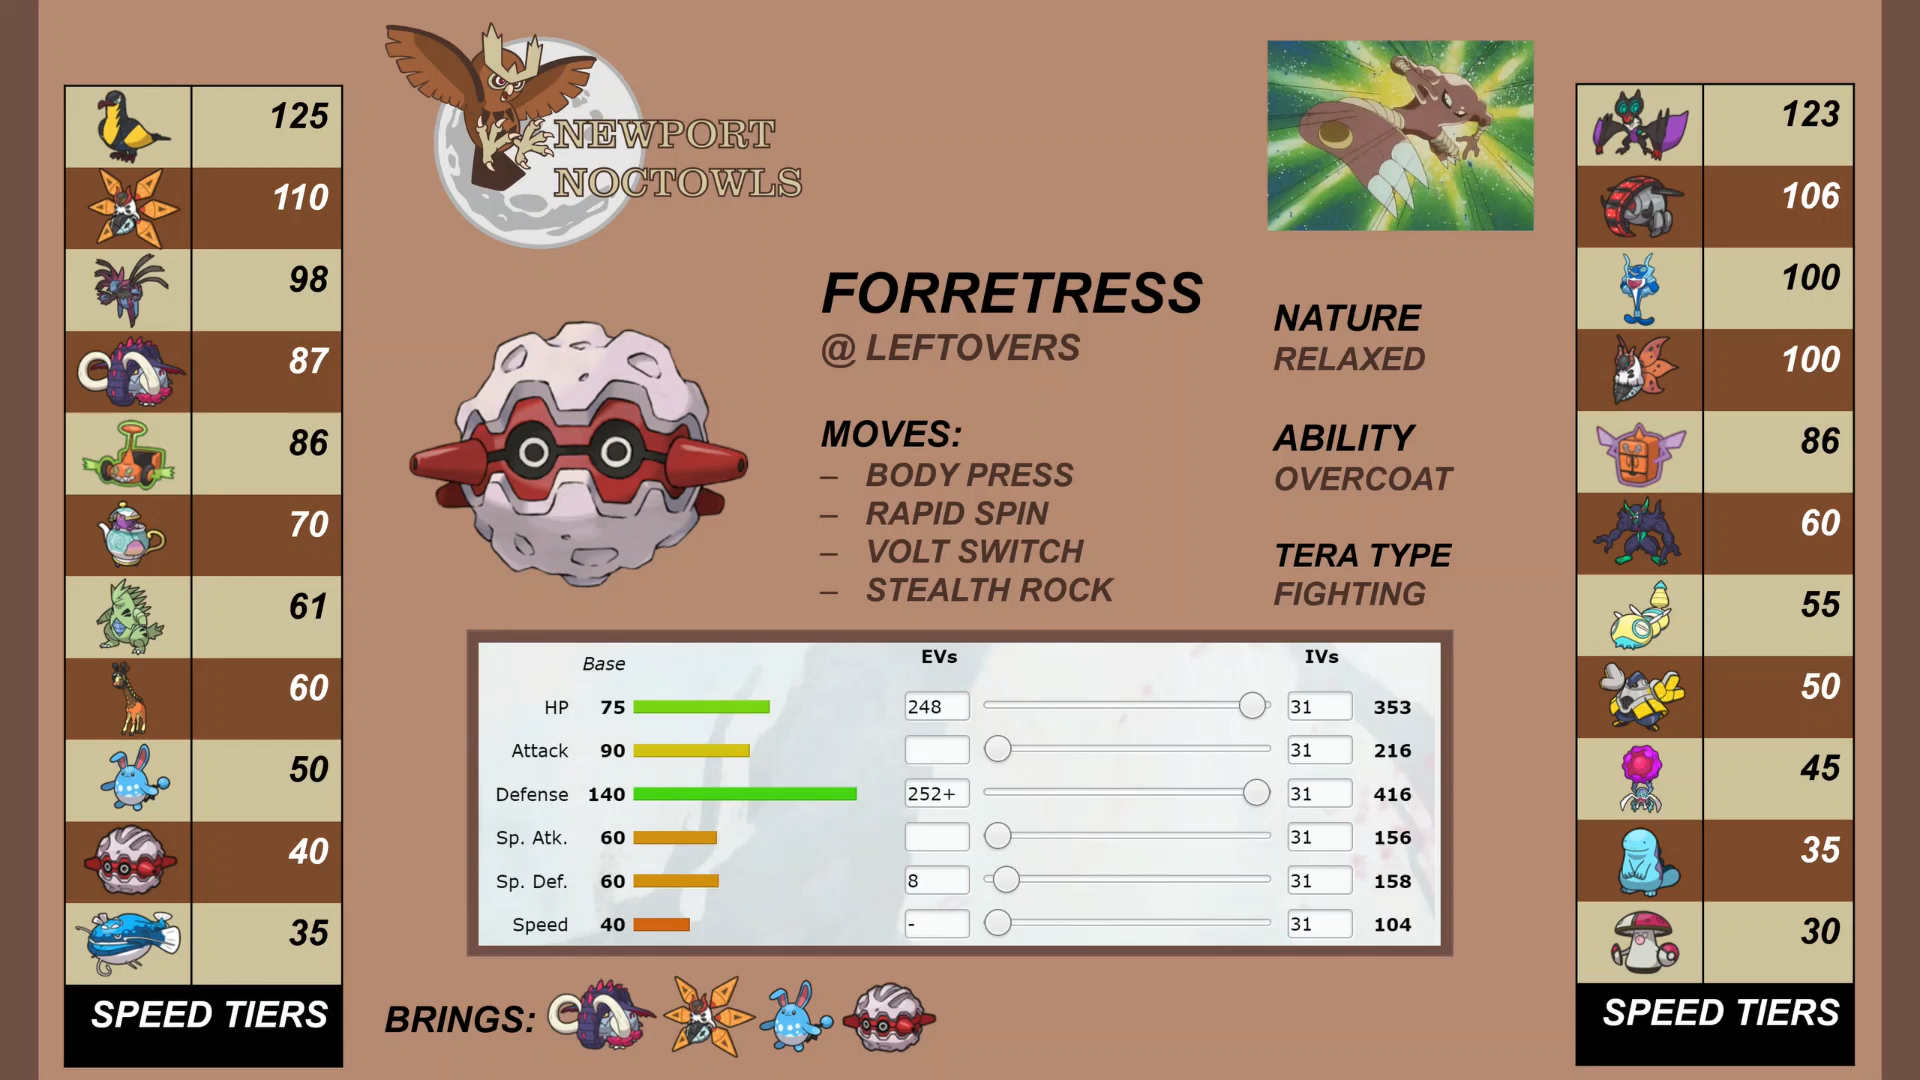 125
110
98
87
86
70
61
60
50
40
35
SPEED TIERS
NEWPORT
NOCTOWLS
FORRETRESS
@ LEFTOVERS
MOVES:
– BODY PRESS
– RAPID SPIN
– VOLT SWITCH
– STEALTH ROCK
NATURE
RELAXED
ABILITY
OVERCOAT
TERA TYPE
FIGHTING
Base EVs IVs
HP 75 248 31 353
Attack 90 31 216
Defense 140 252+ 31 416
Sp. Atk. 60 31 156
Sp. Def. 60 8 31 158
Speed 40 - 31 104
BRINGS:
123
106
100
100
86
60
55
50
45
35
30
SPEED TIERS